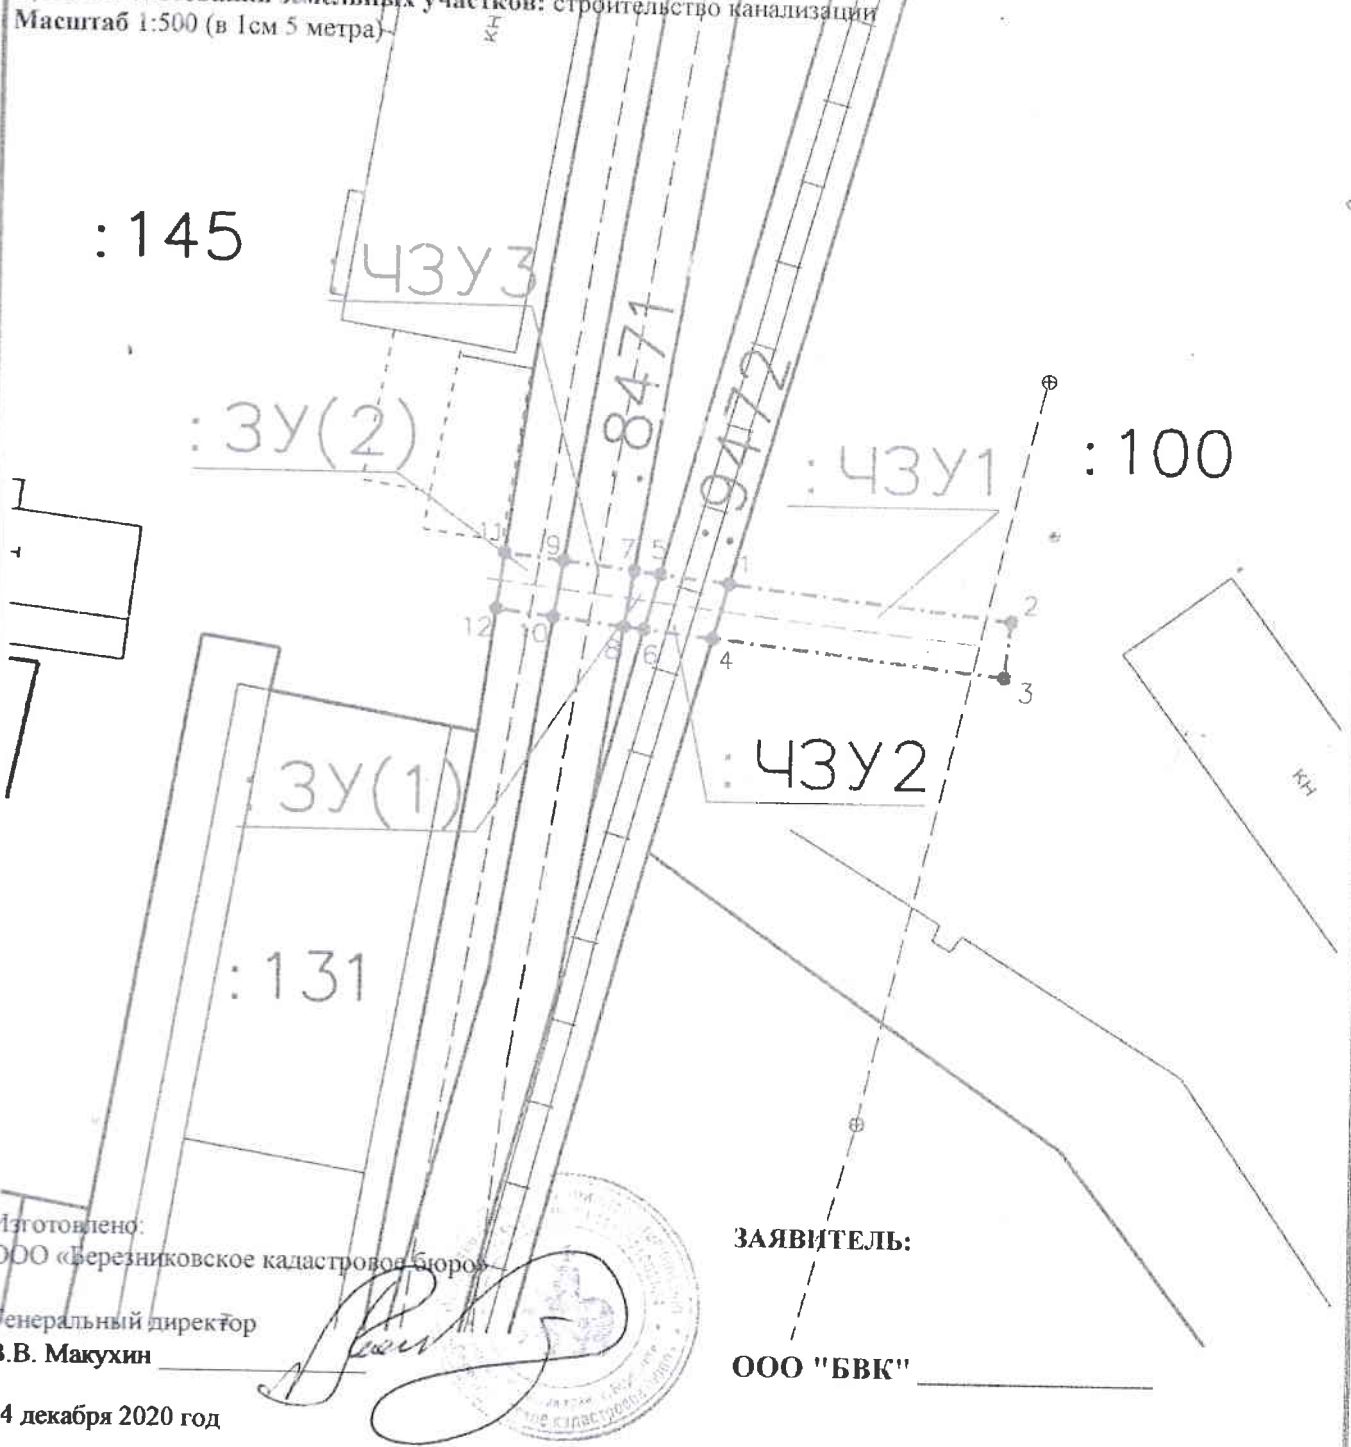 земельных участков: строительство канализации
Масштаб 1:500 (в 1см 5 метра)
кн
:145
:ЧЗУ3
:8471
:9472
:ЗУ(2)
:ЧЗУ1
:100
11
9
7
5
1
2
12
10
8
6
4
3
:ЗУ(1)
:ЧЗУ2
кн
:131
Изготовлено:
ООО «Березниковское кадастровое бюро»
Генеральный директор
В.В. Макухин
ЗАЯВИТЕЛЬ:
ООО "БВК"
4 декабря 2020 год